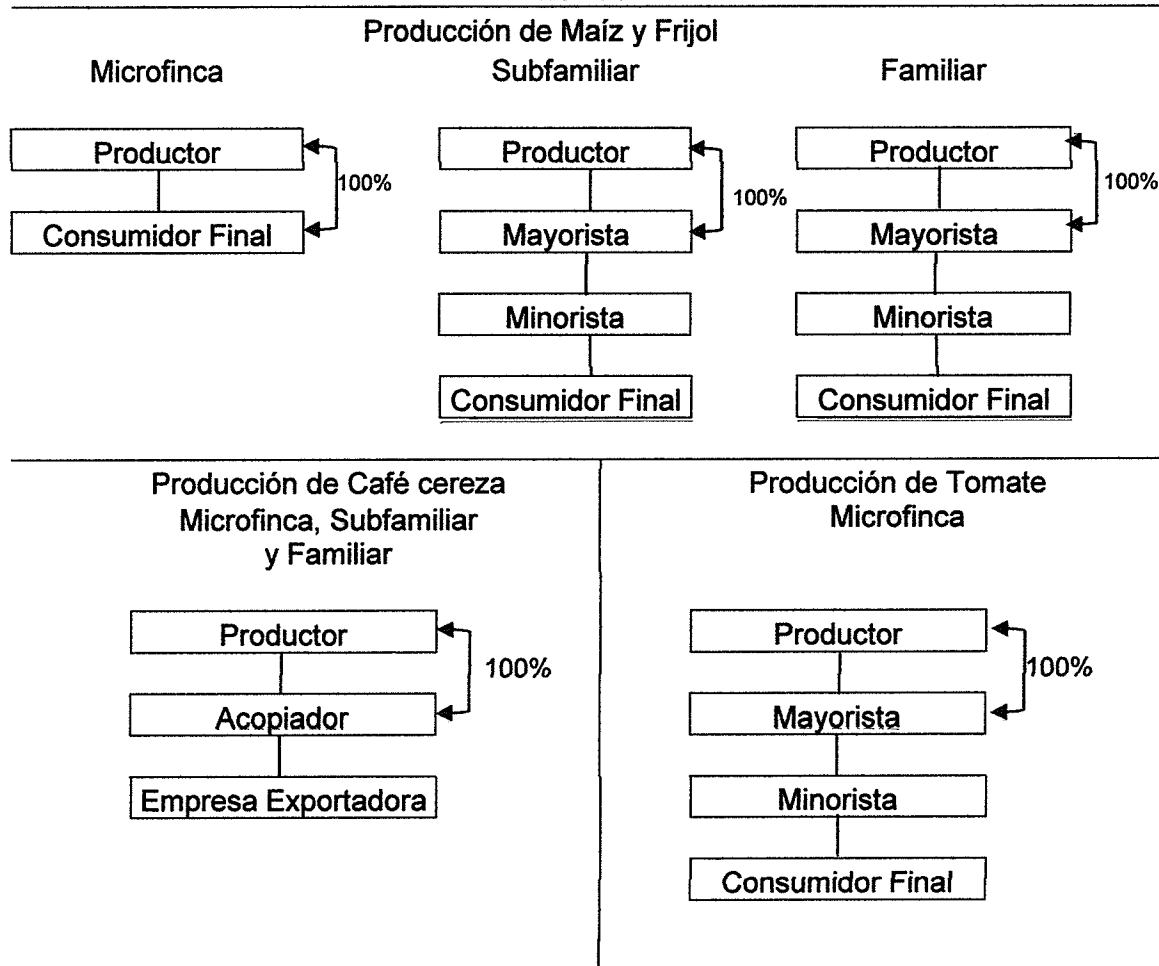 Producción de Maíz y Frijol
Microfinca
Subfamiliar
Familiar
Productor
100%
Consumidor Final
Productor
100%
Mayorista
Minorista
Consumidor Final
Productor
100%
Mayorista
Minorista
Consumidor Final
Producción de Café cereza
Microfinca, Subfamiliar
y Familiar
Productor
100%
Acopiador
Empresa Exportadora
Producción de Tomate
Microfinca
Productor
100%
Mayorista
Minorista
Consumidor Final